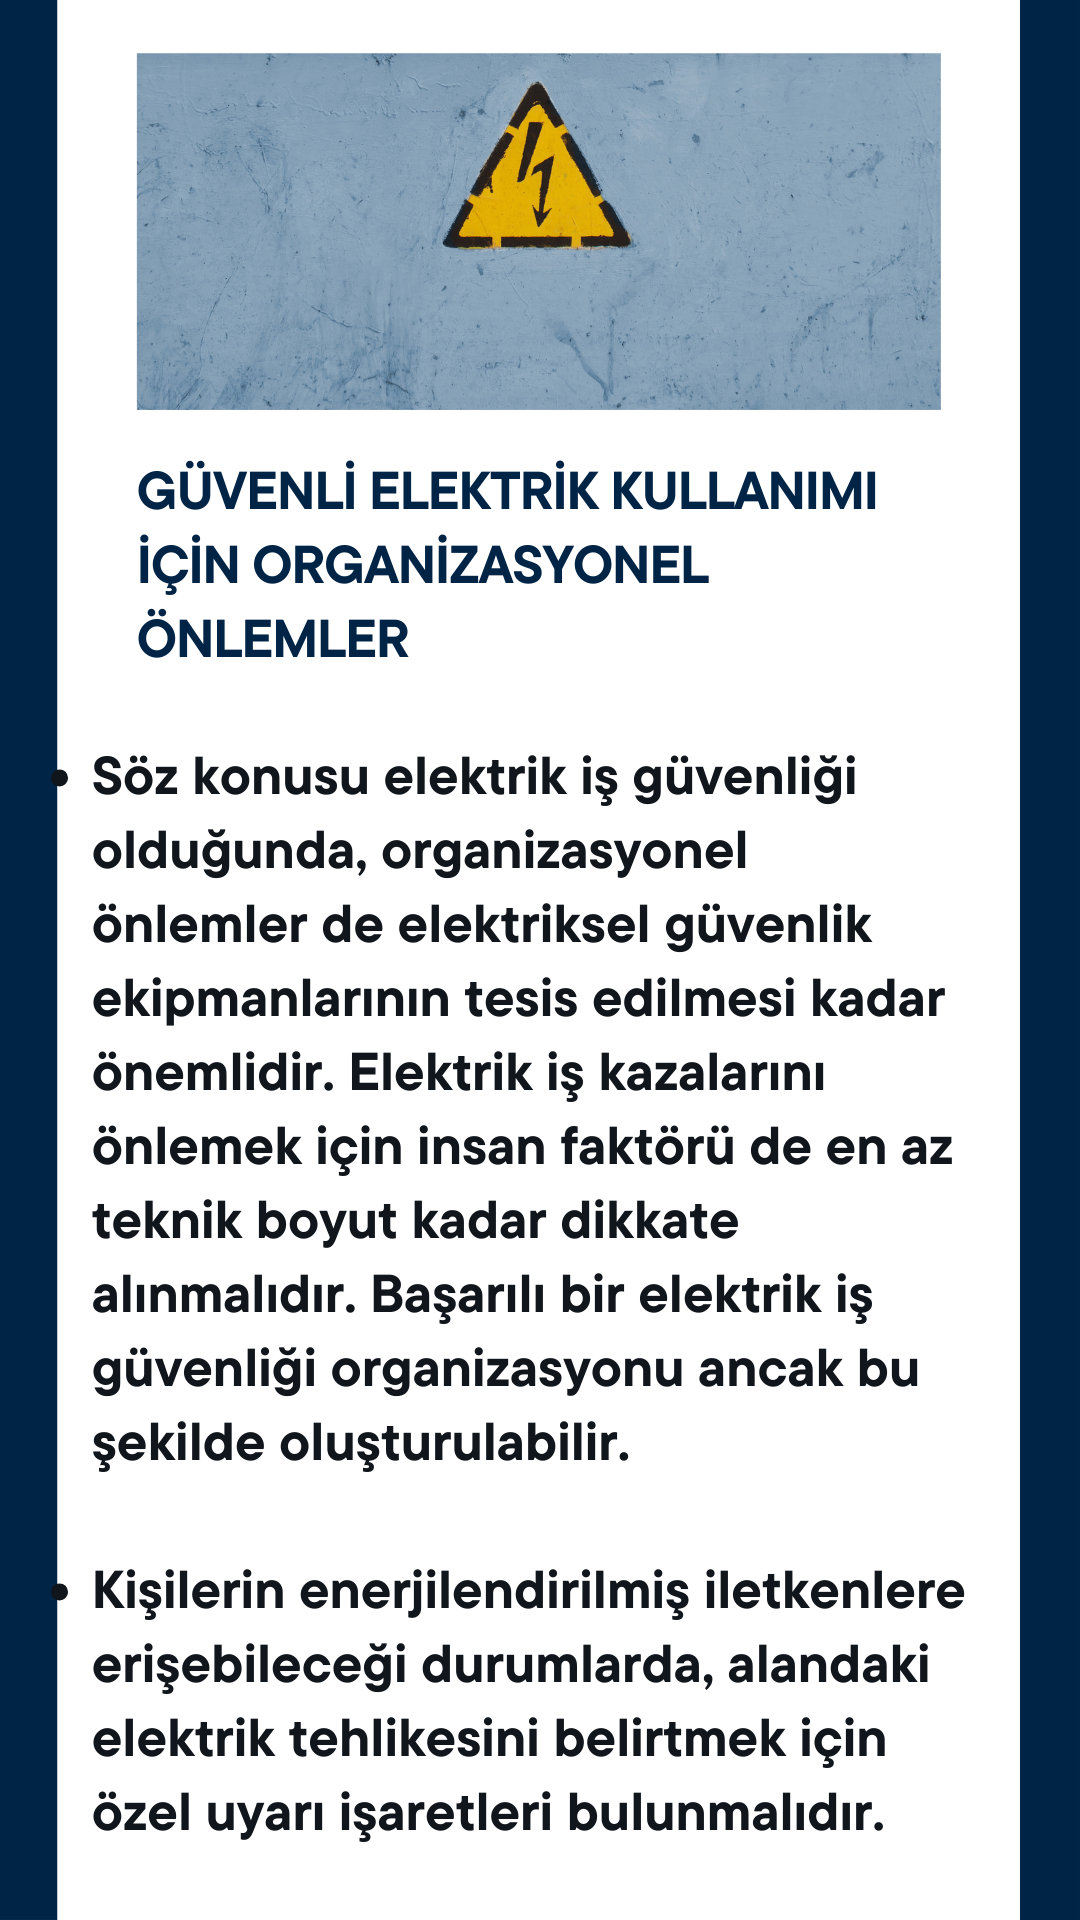 GÜVENLİ ELEKTRİK KULLANIMI
İÇİN ORGANİZASYONEL
ÖNLEMLER
• Söz konusu elektrik iş güvenliği
olduğunda, organizasyonel
önlemler de elektriksel güvenlik
ekipmanlarının tesis edilmesi kadar
önemlidir. Elektrik iş kazalarını
önlemek için insan faktörü de en az
teknik boyut kadar dikkate
alınmalıdır. Başarılı bir elektrik iş
güvenliği organizasyonu ancak bu
şekilde oluşturulabilir.
• Kişilerin enerjilendirilmiş iletkenlere
erişebileceği durumlarda, alandaki
elektrik tehlikesini belirtmek için
özel uyarı işaretleri bulunmalıdır.